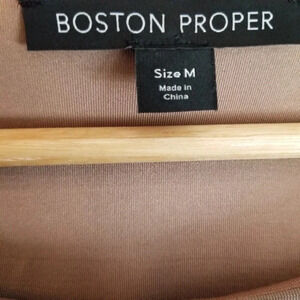 BOSTON PROPER
Size M
Made in
China